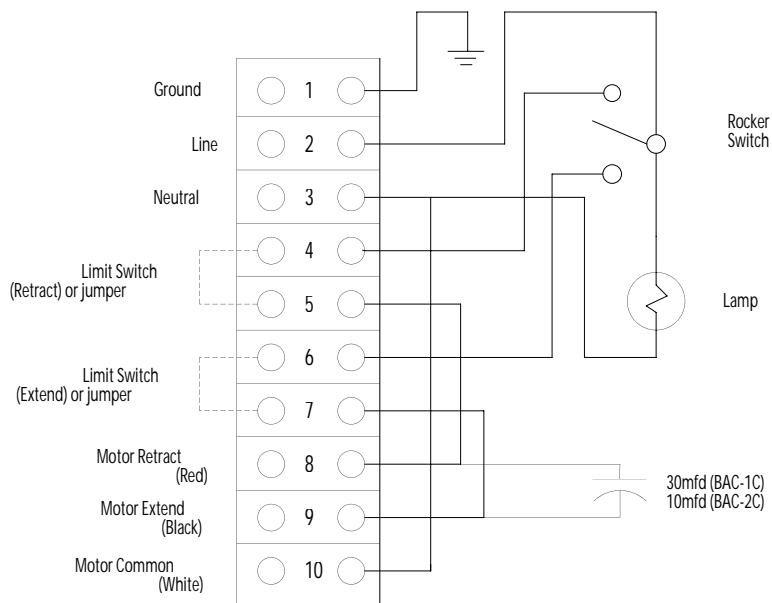 Ground
1
Line
2
Rocker
Switch
Neutral
3
Limit Switch
(Retract) or jumper
4
5
Lamp
Limit Switch
(Extend) or jumper
6
7
Motor Retract
(Red)
8
30mfd (BAC-1C)
10mfd (BAC-2C)
Motor Extend
(Black)
9
Motor Common
(White)
10